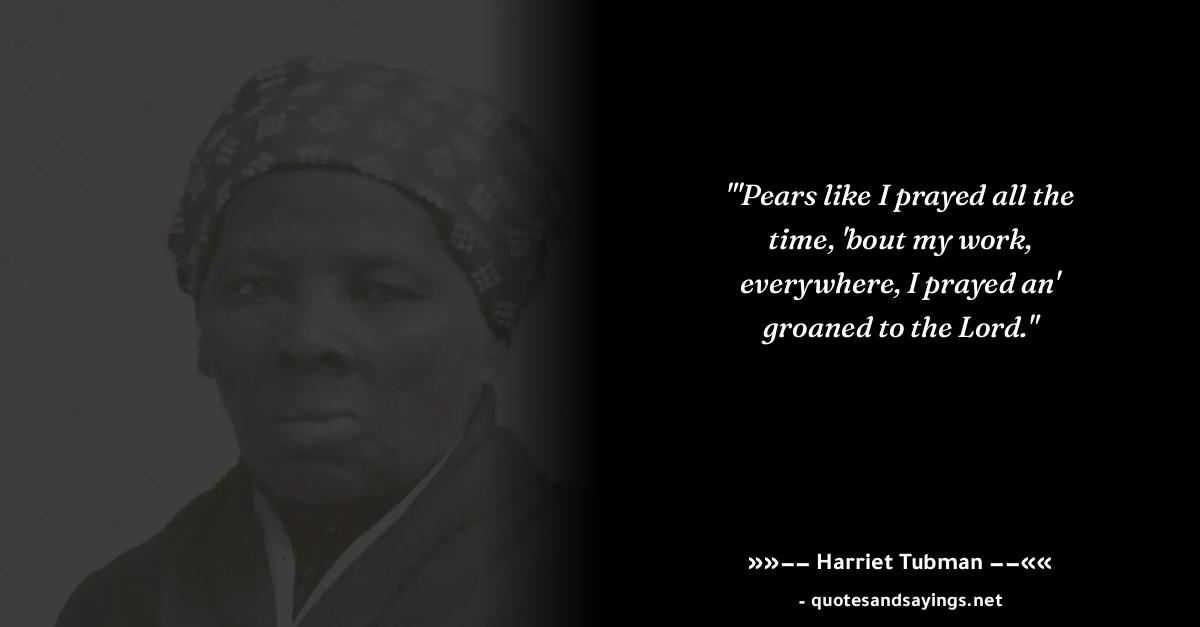 "'Pears like I prayed all the
time, 'bout my work,
everywhere, I prayed an'
groaned to the Lord."
»»−− Harriet Tubman −−««
- quotesandsayings.net